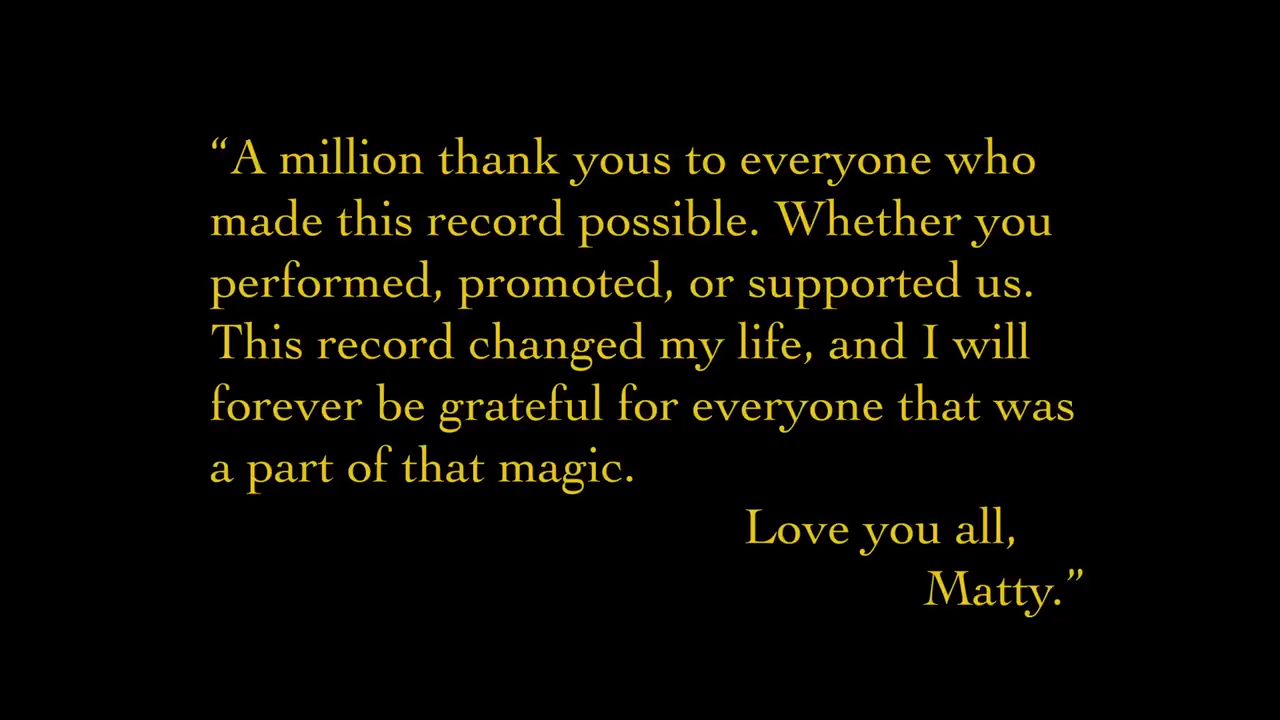 “A million thank yous to everyone who
made this record possible. Whether you
performed, promoted, or supported us.
This record changed my life, and I will
forever be grateful for everyone that was
a part of that magic.
Love you all,
Matty.”